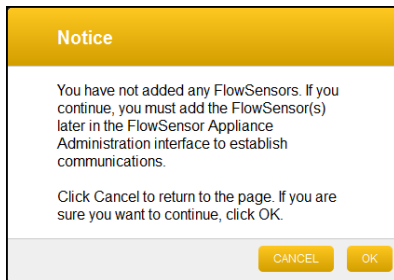 Notice
You have not added any FlowSensors. If you
continue, you must add the FlowSensor(s)
later in the FlowSensor Appliance
Administration interface to establish
communications.
Click Cancel to return to the page. If you are
sure you want to continue, click OK.
CANCEL OK